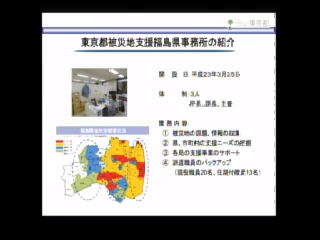 東京都
東京都被災地支援福島県事務所の紹介
開設日:平成23年3月25日
体制:3人
所長、課長、主査
業務内容
① 被災地の課題、情報の収集
② 県、市町村の支援ニーズの把握
③ 各局の支援事業のサポート
④ 派遣職員のバックアップ
(現役職員20名、任期付職員13名)